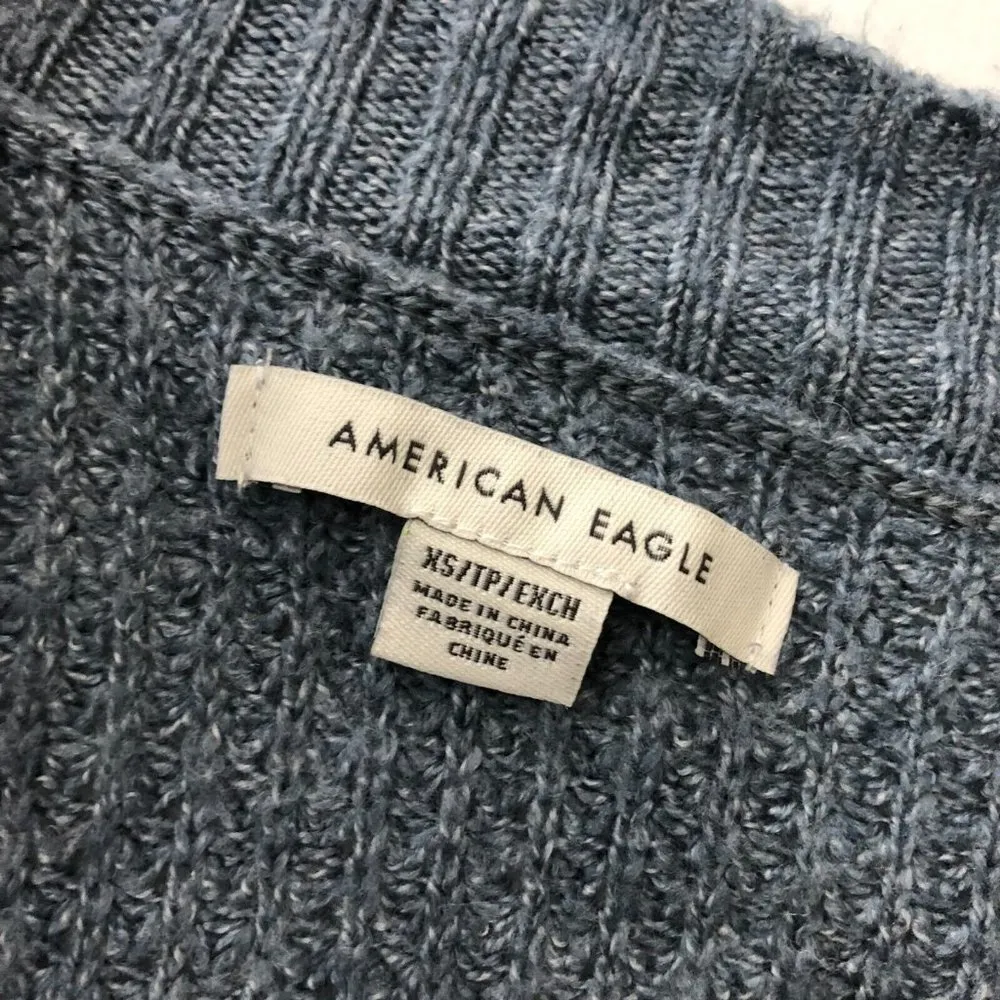 AMERICAN EAGLE
XS/TP/EXCH
MADE IN CHINA
FABRIQUÉ EN
CHINE